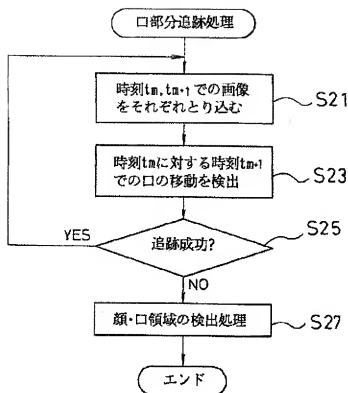 口部分追跡処理
時刻tm,tm+1での画像
をそれぞれとり込む
S21
時刻tmに対する時刻tm+1
での口の移動を検出
S23
追跡成功?
S25
YES
NO
顔・口領域の検出処理
S27
エンド